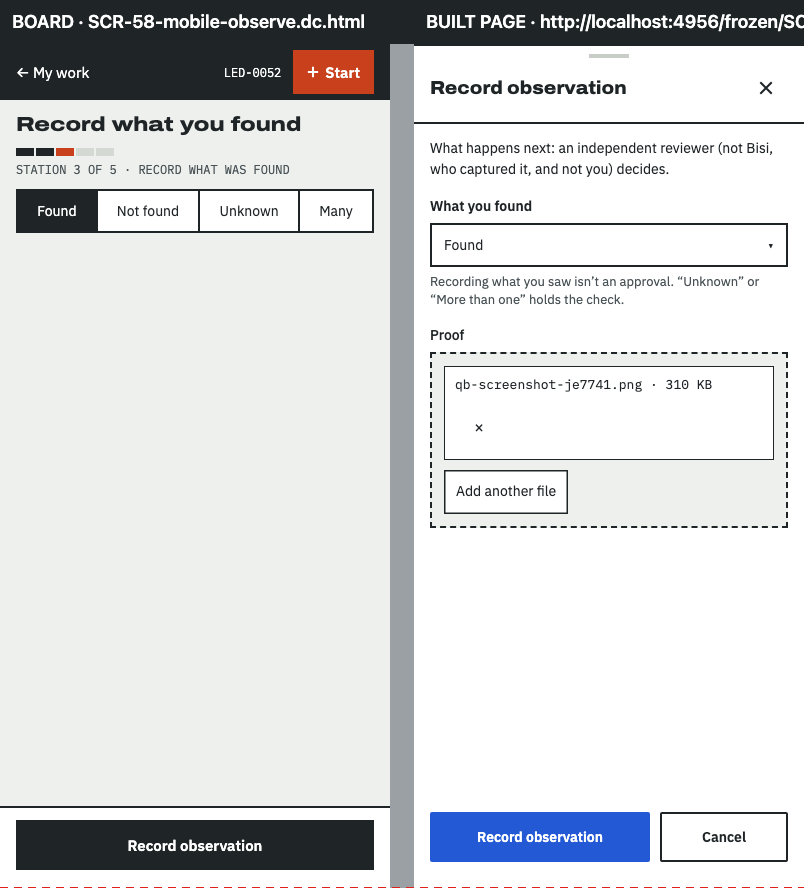 BOARD · SCR-58-mobile-observe.dc.html
← My work
LED-0052
+ Start
Record what you found
STATION 3 OF 5 · RECORD WHAT WAS FOUND
Found
Not found
Unknown
Many
Record observation
BUILT PAGE · http://localhost:4956/frozen/SC
Record observation
✕
What happens next: an independent reviewer (not Bisi,
who captured it, and not you) decides.
What you found
Found
Recording what you saw isn’t an approval. “Unknown” or
“More than one” holds the check.
Proof
qb-screenshot-je7741.png · 310 KB
×
Add another file
Record observation
Cancel